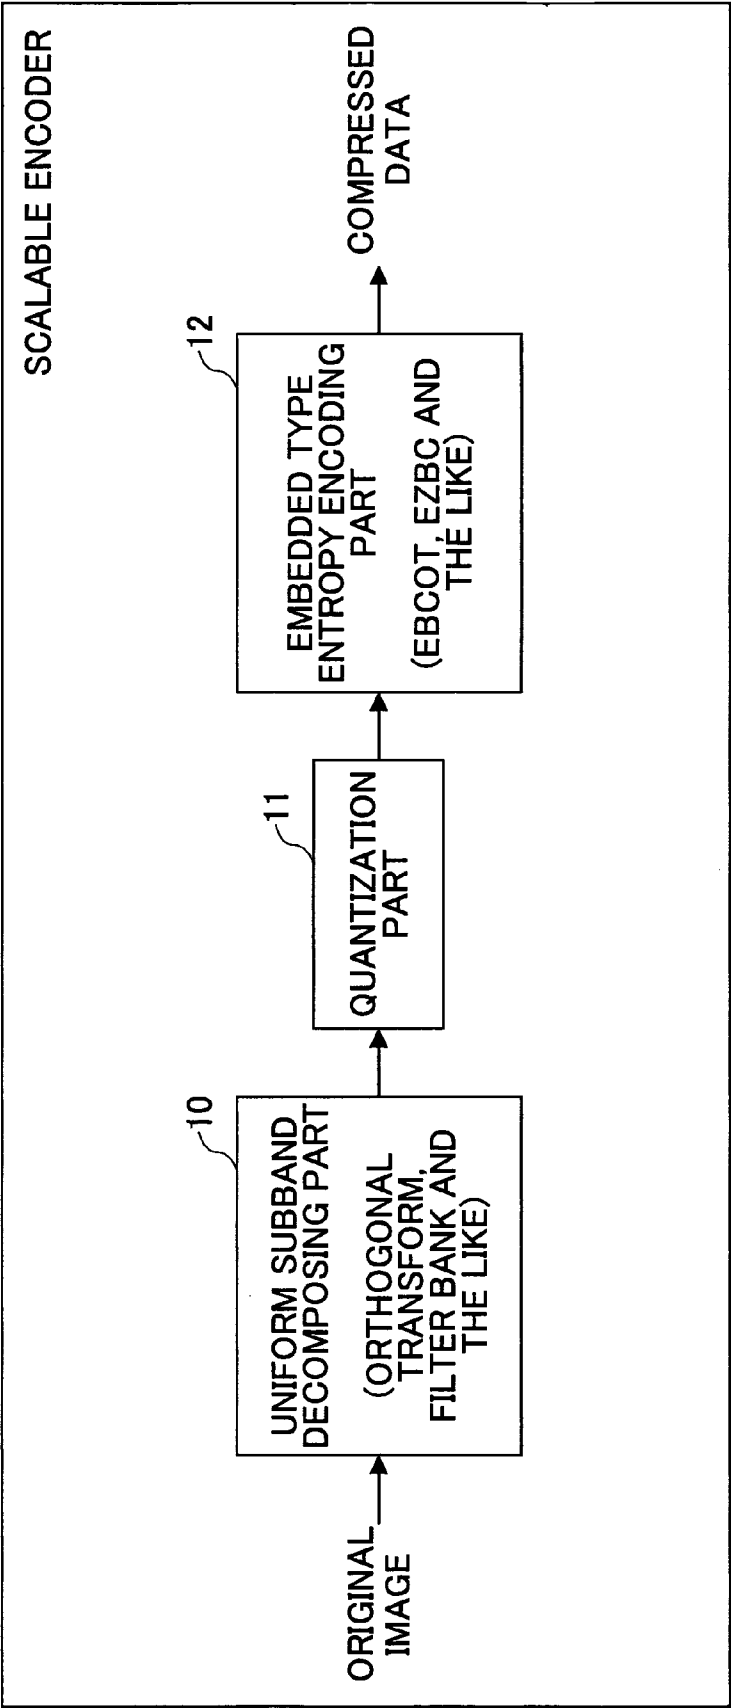 SCALABLE ENCODER
ORIGINAL
IMAGE
10
UNIFORM SUBBAND
DECOMPOSING PART
(ORTHOGONAL
TRANSFORM,
FILTER BANK AND
THE LIKE)
11
QUANTIZATION
PART
12
EMBEDDED TYPE
ENTROPY ENCODING
PART
(EBCOT, EZBC AND
THE LIKE)
COMPRESSED
DATA